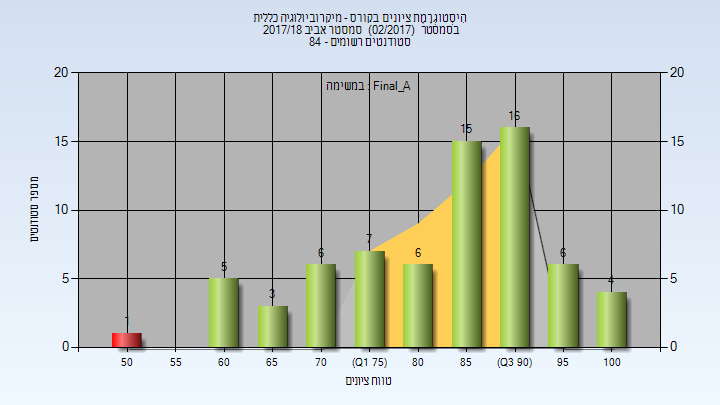 הִיסְטוֹגְרָמַת ציונים בקורס - מיקרוביולוגיה כללית
בסמסטר (02/2017) סמסטר אביב 2017/18
סטודנטים רשומים - 84
במשימה : Final_A
מספר סטודנטים
20 20
15 15
10 10
5 5
0 0
1 5 3 6 7 6 15 16 6 4
50 55 60 65 70 (Q1 75) 80 85 (Q3 90) 95 100
טווח ציונים